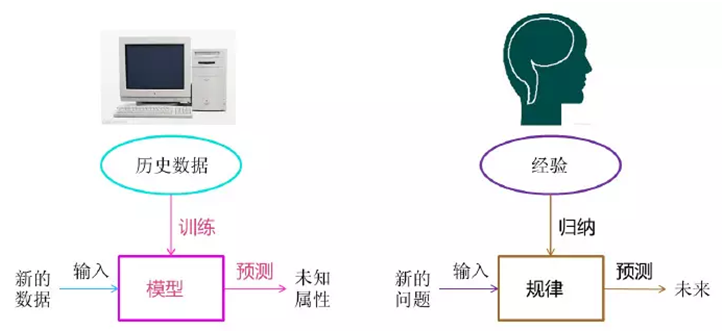 历史数据
训练
新的
数据
输入
模型
预测
未知
属性
经验
归纳
新的
问题
输入
规律
预测
未来